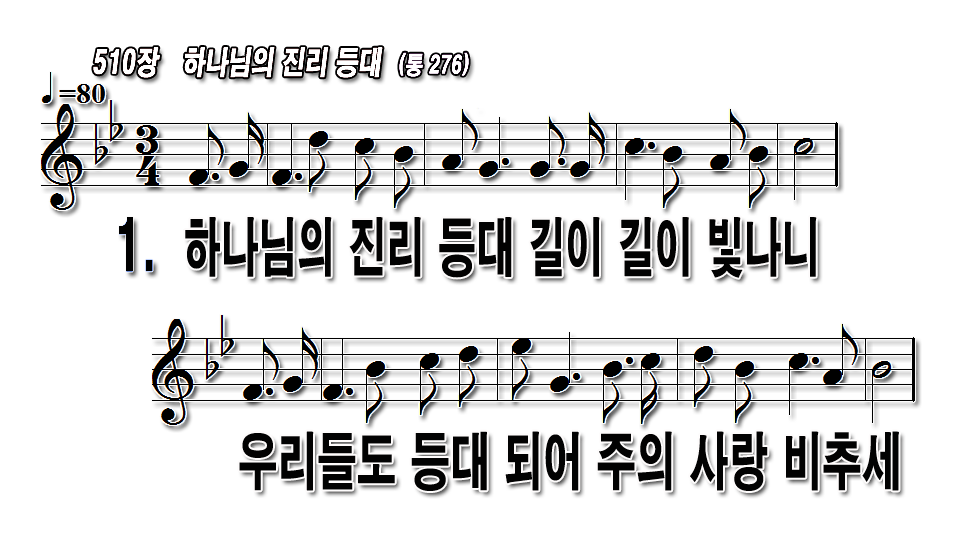 510장 하나님의 진리 등대 (통 276)
♩=80
3
4
1. 하나님의 진리 등대 길이 길이 빛나니
우리들도 등대 되어 주의 사랑 비추세